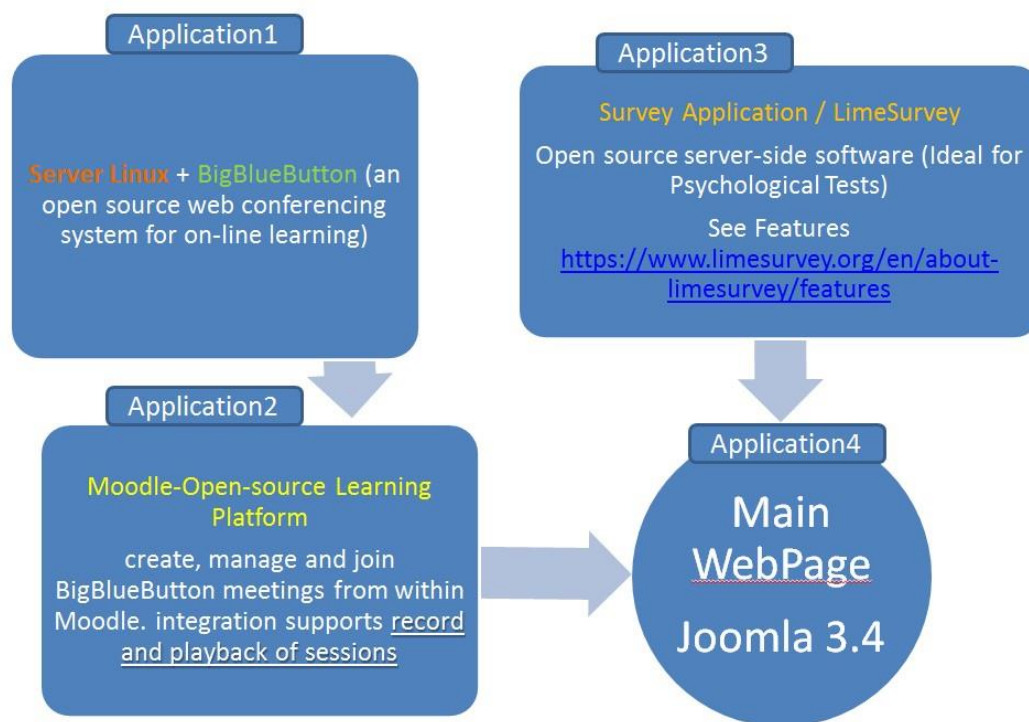 Application1
Server Linux + BigBlueButton (an
open source web conferencing
system for on-line learning)
Application3
Survey Application / LimeSurvey
Open source server-side software (Ideal for
Psychological Tests)
See Features
https://www.limesurvey.org/en/about-
limesurvey/features
Application2
Moodle-Open-source Learning
Platform
create, manage and join
BigBlueButton meetings from within
Moodle. integration supports record
and playback of sessions
Application4
Main
WebPage
Joomla 3.4